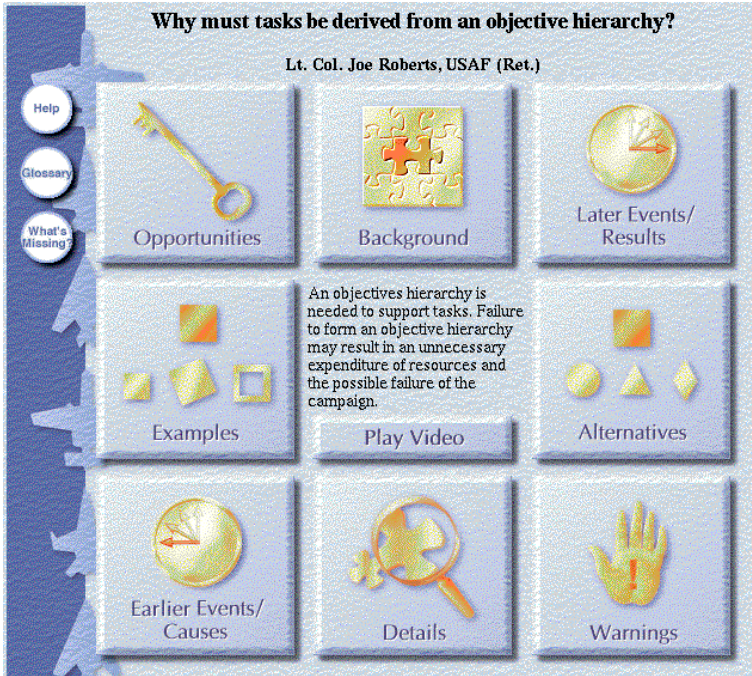 Why must tasks be derived from an objective hierarchy?
Lt. Col. Joe Roberts, USAF (Ret.)
Help
Glossary
What's
Missing?
Opportunities
Background
Later Events/
Results
An objectives hierarchy is
needed to support tasks. Failure
to form an objective hierarchy
may result in an unnecessary
expenditure of resources and
the possible failure of the
campaign.
Examples
Play Video
Alternatives
Earlier Events/
Causes
Details
!
Warnings